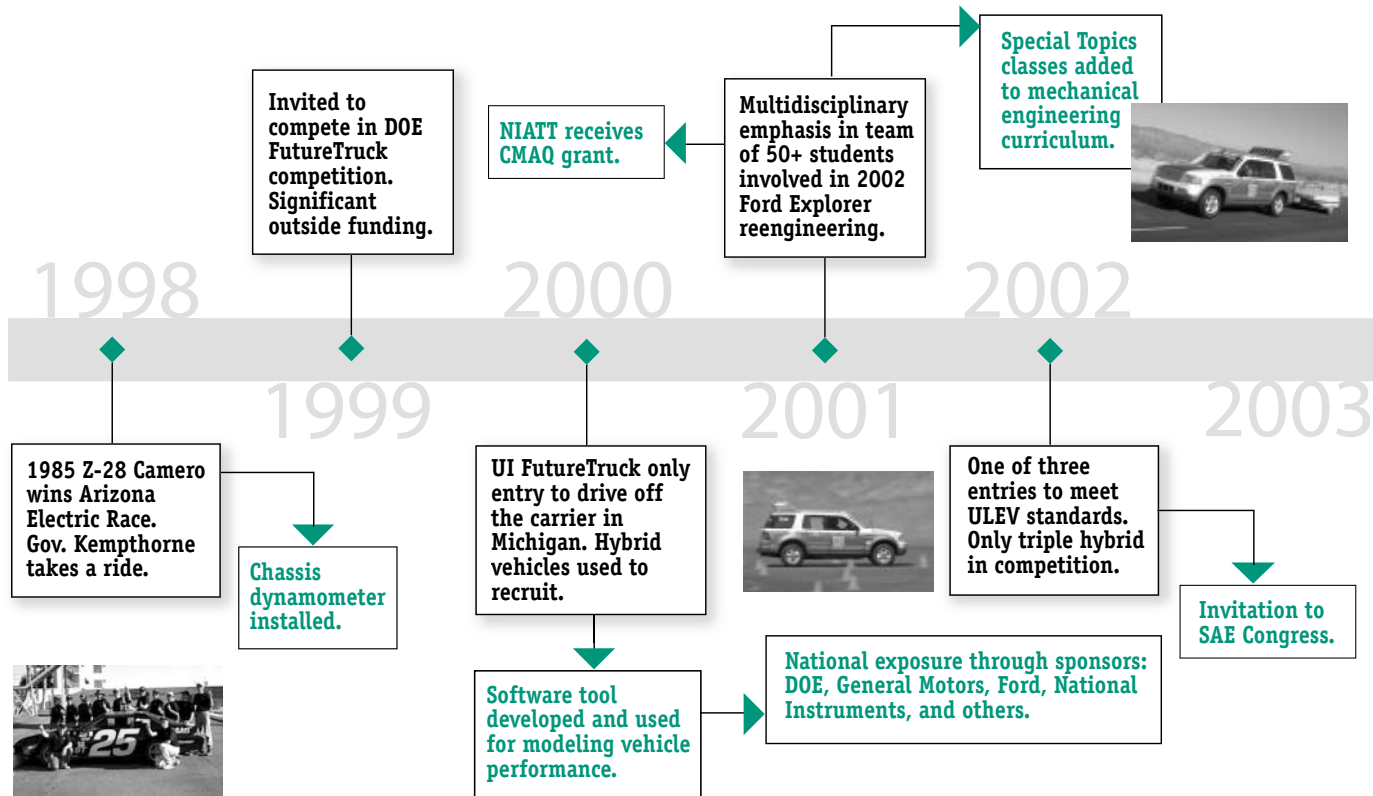 Invited to
compete in DOE
FutureTruck
competition.
Significant
outside funding.
NIATT receives
CMAQ grant.
Multidisciplinary
emphasis in team
of 50+ students
involved in 2002
Ford Explorer
reengineering.
Special Topics
classes added
to mechanical
engineering
curriculum.
1998
2000
2002
1999
2001
2003
1985 Z-28 Camero
wins Arizona
Electric Race.
Gov. Kempthorne
takes a ride.
Chassis
dynamometer
installed.
UI FutureTruck only
entry to drive off
the carrier in
Michigan. Hybrid
vehicles used to
recruit.
Software tool
developed and used
for modeling vehicle
performance.
National exposure through sponsors:
DOE, General Motors, Ford, National
Instruments, and others.
One of three
entries to meet
ULEV standards.
Only triple hybrid
in competition.
Invitation to
SAE Congress.
25